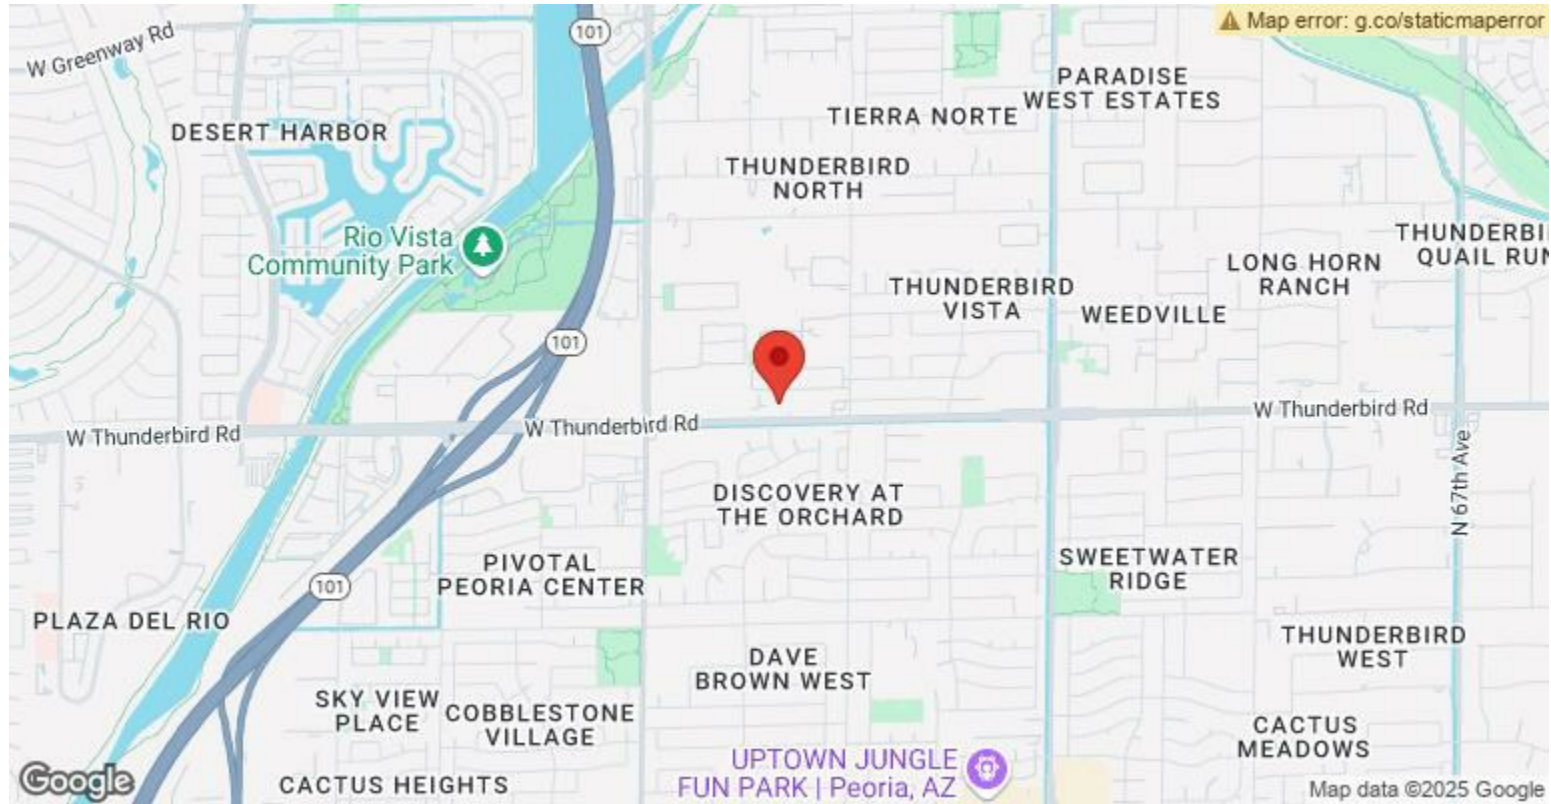 101
Map error: g.co/staticmaperror
W Greenway Rd
PARADISE
WEST ESTATES
TIERRA NORTE
DESERT HARBOR
THUNDERBIRD
NORTH
Rio Vista
Community Park
THUNDERBI
QUAIL RUN
LONG HORN
RANCH
THUNDERBIRD
VISTA
WEEDVILLE
101
W Thunderbird Rd
W Thunderbird Rd
W Thunderbird Rd
N 67th Ave
DISCOVERY AT
THE ORCHARD
PIVOTAL
PEORIA CENTER
SWEETWATER
RIDGE
101
PLAZA DEL RIO
THUNDERBIRD
WEST
DAVE
BROWN WEST
SKY VIEW
PLACE
COBBLESTONE
VILLAGE
CACTUS
MEADOWS
UPTOWN JUNGLE
FUN PARK | Peoria, AZ
CACTUS HEIGHTS
Google
Map data ©2025 Google